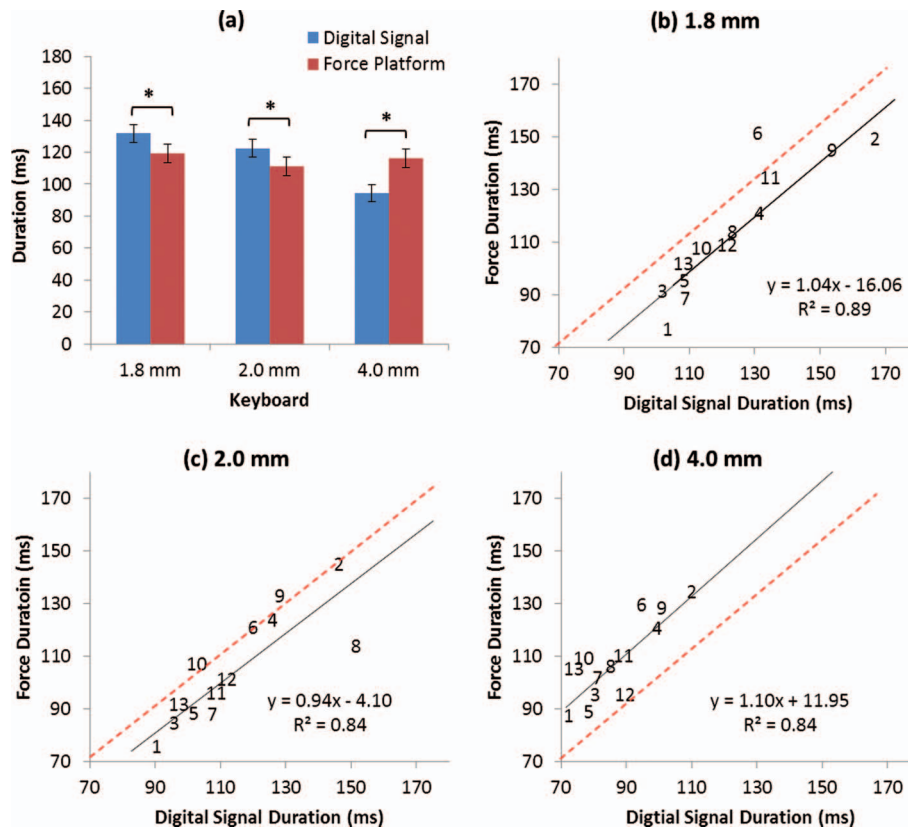 (a)
Digital Signal
Force Platform
180
160
140
120
100
80
60
40
20
0
*
*
*
Duration (ms)
1.8 mm 2.0 mm 4.0 mm
Keyboard
(b) 1.8 mm
Force Duration (ms)
170
150
130
110
90
70
6
9
2
11
4
8
12
10
13
5
3
7
1
y = 1.04x - 16.06
R² = 0.89
70 90 110 130 150 170
Digital Signal Duration (ms)
(c) 2.0 mm
Force Duratoin (ms)
170
150
130
110
90
70
2
9
4
6
8
10
12
11
13
5
7
3
1
y = 0.94x - 4.10
R² = 0.84
70 90 110 130 150 170
Digital Signal Duration (ms)
(d) 4.0 mm
Force Duratoin (ms)
170
150
130
110
90
70
2
6
9
4
10
11
13
8
7
3
12
5
1
y = 1.10x + 11.95
R² = 0.84
70 90 110 130 150 170
Digitial Signal Duration (ms)